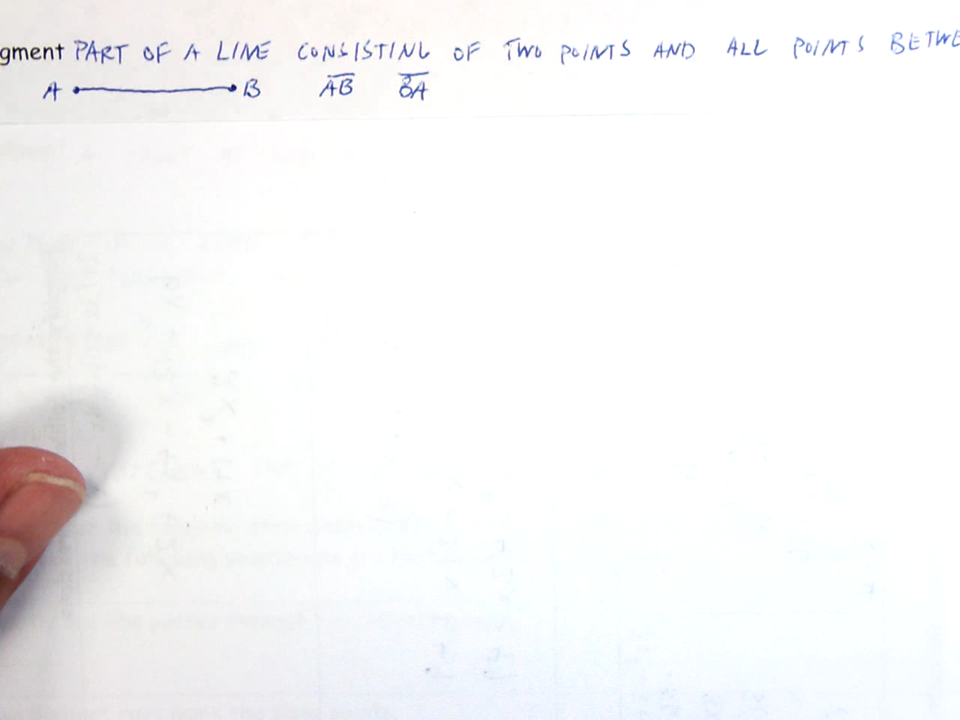 gment PART OF A LINE CONSISTING OF TWO POINTS AND ALL POINTS BETWE
A B AB BA